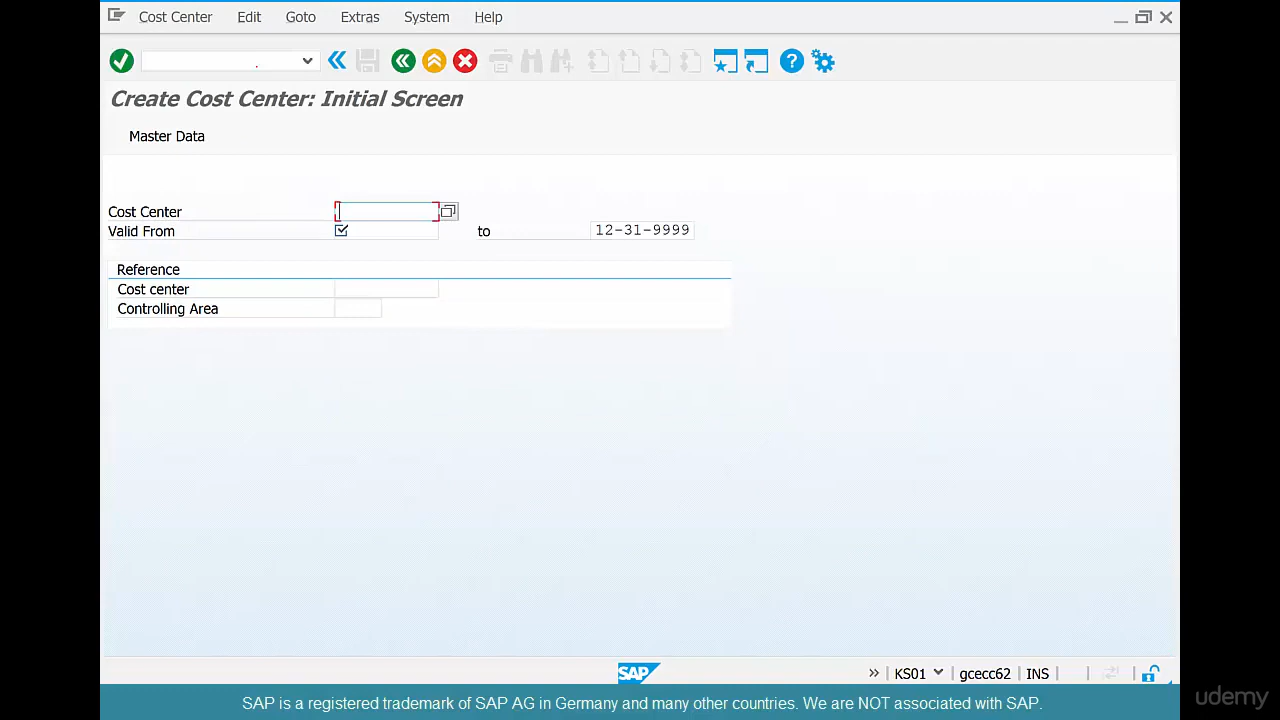 Cost Center Edit Goto Extras System Help
Create Cost Center: Initial Screen
Master Data
Cost Center
Valid From to 12-31-9999
Reference
Cost center
Controlling Area
SAP
KS01 gcecc62 INS
SAP is a registered trademark of SAP AG in Germany and many other countries. We are NOT associated with SAP.
udemy